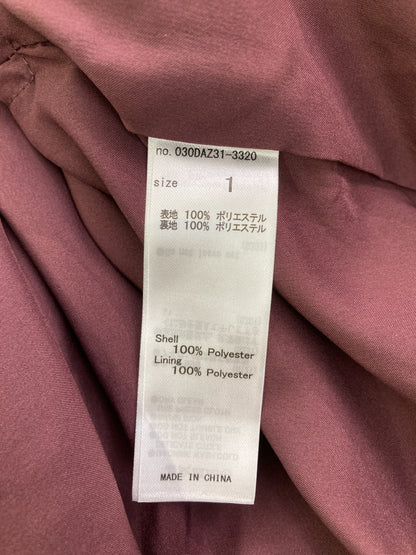 no. 030DAZ31-3320
size 1
表地 100% ポリエステル
裏地 100% ポリエステル
Shell
100% Polyester
Lining
100% Polyester
MADE IN CHINA